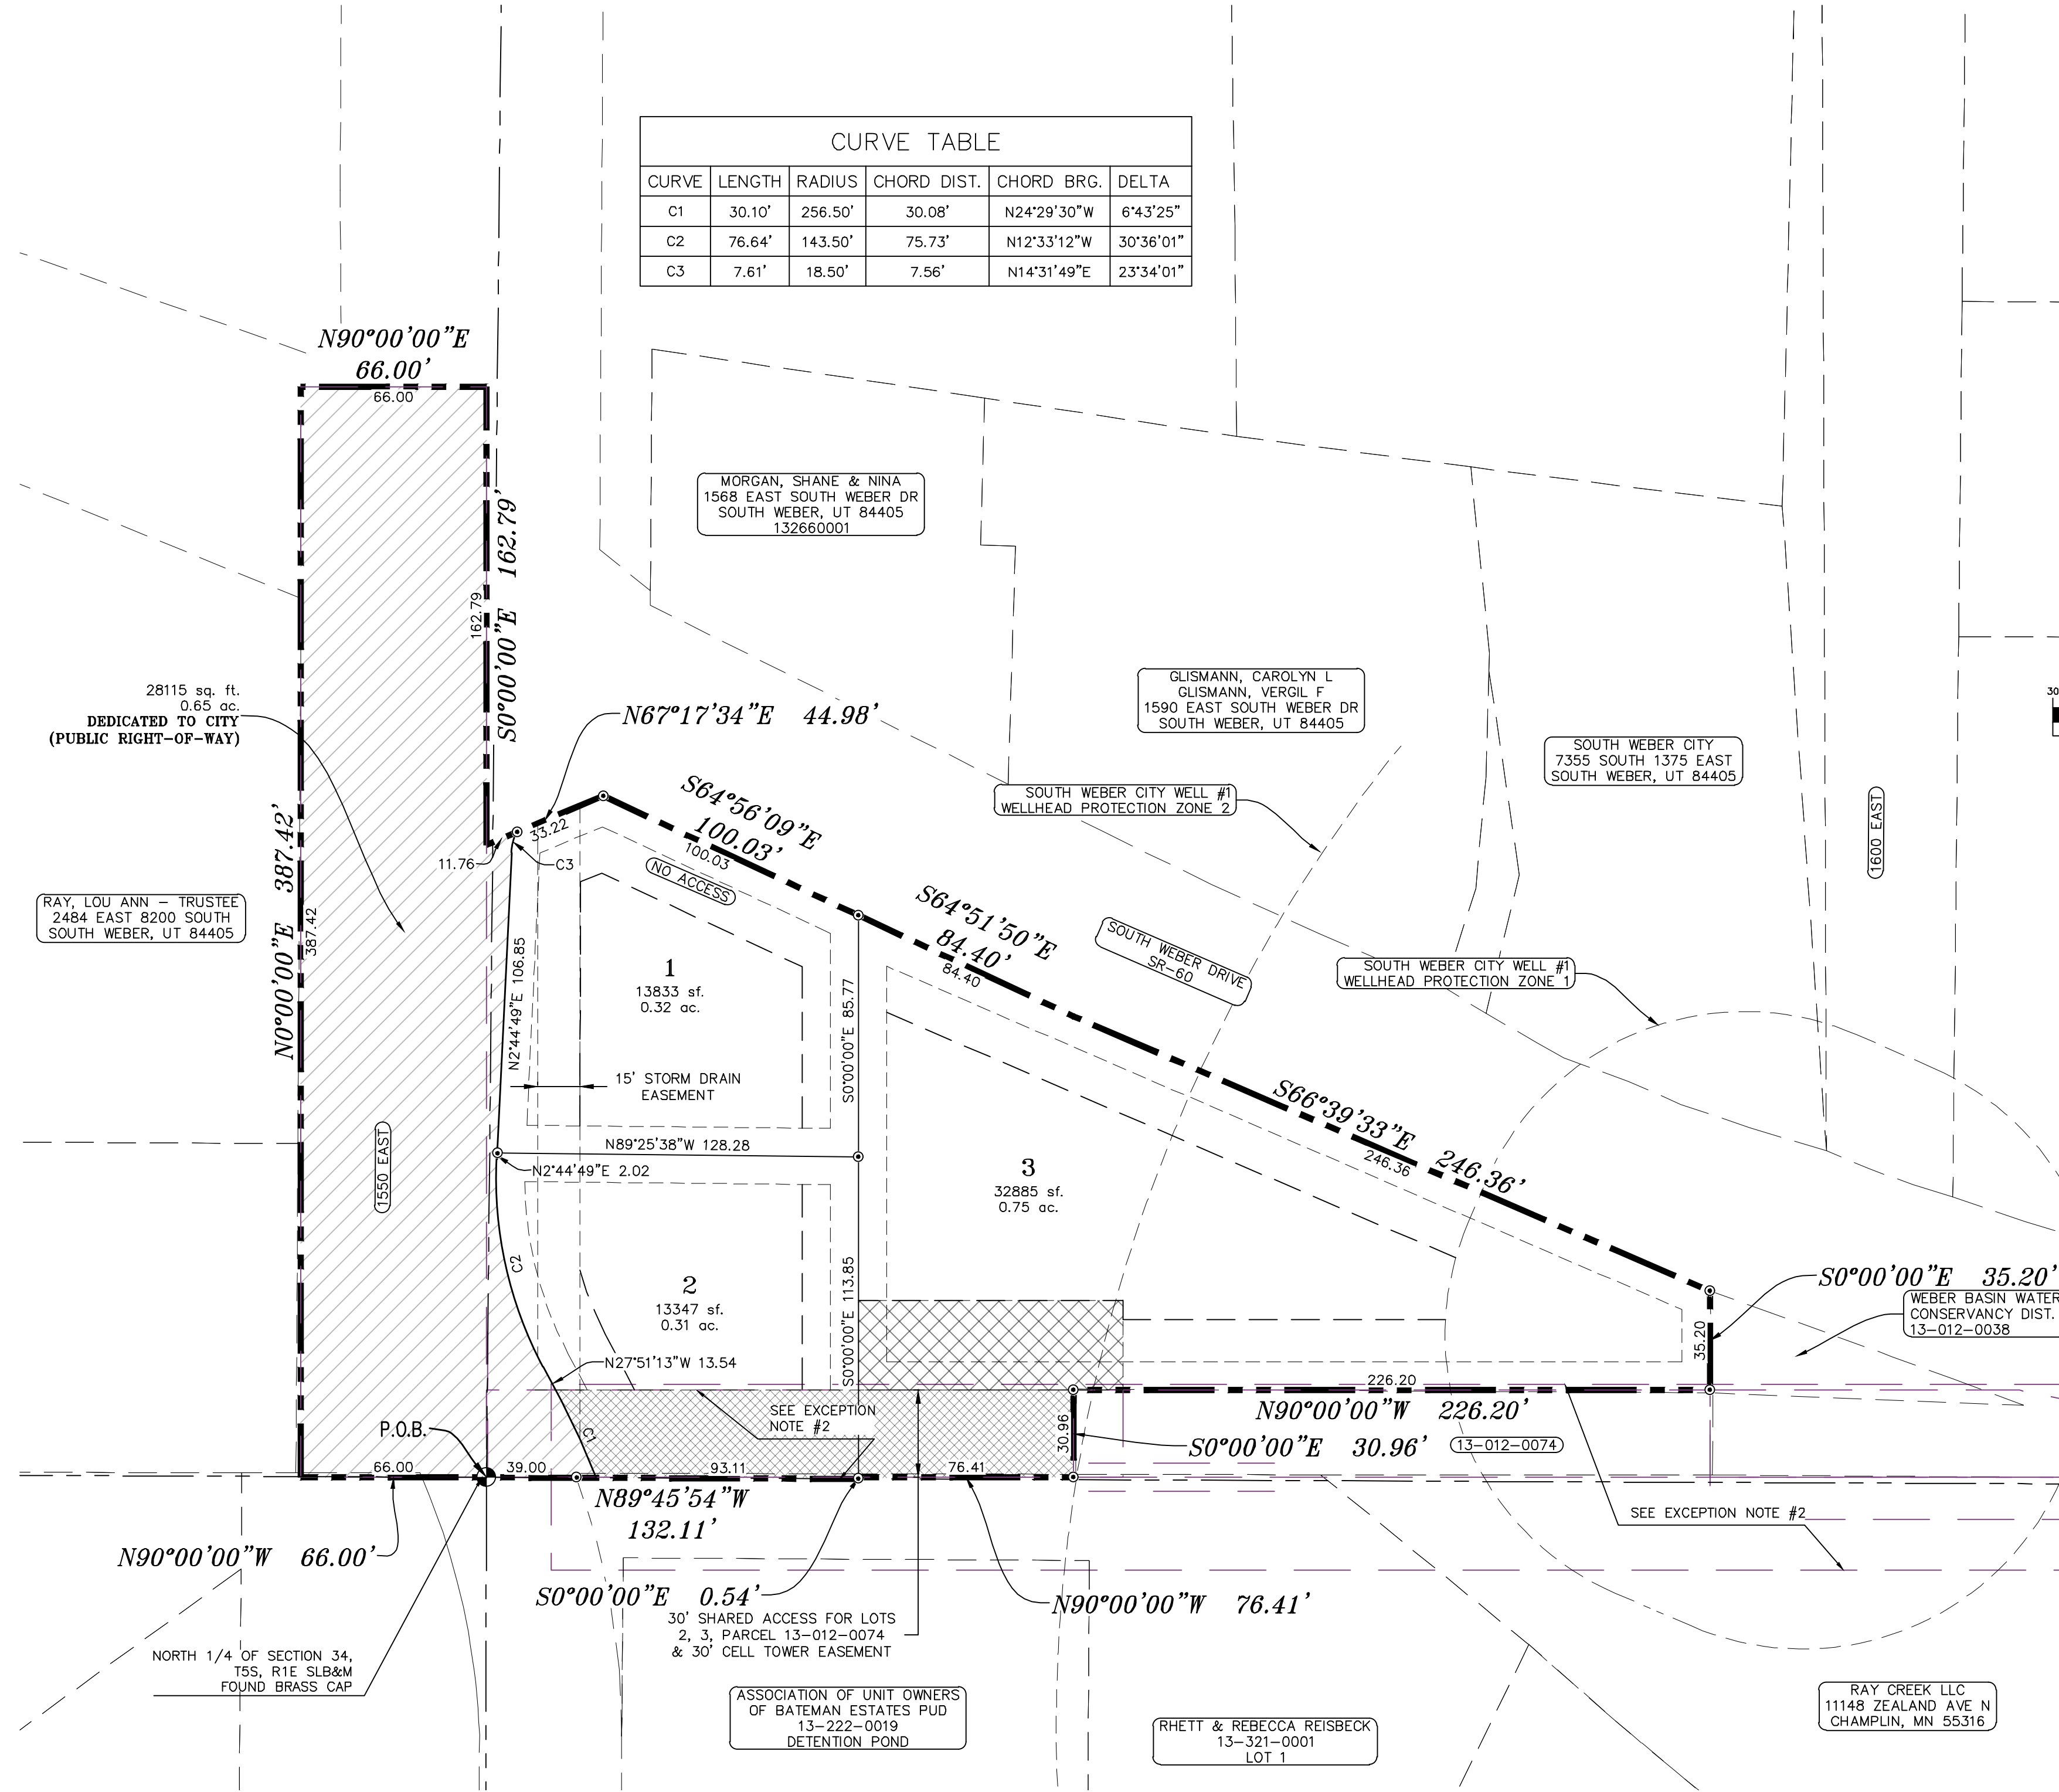 CURVE TABLE
CURVE LENGTH RADIUS CHORD DIST. CHORD BRG. DELTA
C1 30.10' 256.50' 30.08' N24°29'30"W 6°43'25"
C2 76.64' 143.50' 75.73' N12°33'12"W 30°36'01"
C3 7.61' 18.50' 7.56' N14°31'49"E 23°34'01"
N90°00'00"E
66.00'
66.00
MORGAN, SHANE & NINA
1568 EAST SOUTH WEBER DR
SOUTH WEBER, UT 84405
132660001
S0°00'00"E 162.79'
162.79
GLISMANN, CAROLYN L
GLISMANN, VERGIL F
1590 EAST SOUTH WEBER DR
SOUTH WEBER, UT 84405
30
28115 sq. ft.
0.65 ac.
DEDICATED TO CITY
(PUBLIC RIGHT-OF-WAY)
N67°17'34"E 44.98'
SOUTH WEBER CITY
7355 SOUTH 1375 EAST
SOUTH WEBER, UT 84405
SOUTH WEBER CITY WELL #1
WELLHEAD PROTECTION ZONE 2
1600 EAST
S64°56'09"E
100.03'
100.03
33.22
11.76
C3
NO ACCESS
N0°00'00"E 387.42'
387.42
RAY, LOU ANN - TRUSTEE
2484 EAST 8200 SOUTH
SOUTH WEBER, UT 84405
S64°51'50"E
84.40'
84.40
SOUTH WEBER DRIVE
SR-60
SOUTH WEBER CITY WELL #1
WELLHEAD PROTECTION ZONE 1
1
13833 sf.
0.32 ac.
N2°44'49"E 106.85
S0°00'00"E 85.77
15' STORM DRAIN
EASEMENT
S66°39'33"E 246.36'
246.36
1550 EAST
N89°25'38"W 128.28
N2°44'49"E 2.02
3
32885 sf.
0.75 ac.
C2
2
13347 sf.
0.31 ac.
S0°00'00"E 113.85
S0°00'00"E 35.20'
35.20
WEBER BASIN WATER
CONSERVANCY DIST.
13-012-0038
N27°51'13"W 13.54
226.20
N90°00'00"W 226.20'
SEE EXCEPTION
NOTE #2
C1
30.96
S0°00'00"E 30.96'
13-012-0074
P.O.B.
66.00
39.00
93.11
76.41
N89°45'54"W
132.11'
SEE EXCEPTION NOTE #2
N90°00'00"W 66.00'
S0°00'00"E 0.54'
N90°00'00"W 76.41'
30' SHARED ACCESS FOR LOTS
2, 3, PARCEL 13-012-0074
& 30' CELL TOWER EASEMENT
NORTH 1/4 OF SECTION 34,
T5S, R1E SLB&M
FOUND BRASS CAP
ASSOCIATION OF UNIT OWNERS
OF BATEMAN ESTATES PUD
13-222-0019
DETENTION POND
RHETT & REBECCA REISBECK
13-321-0001
LOT 1
RAY CREEK LLC
11148 ZEALAND AVE N
CHAMPLIN, MN 55316